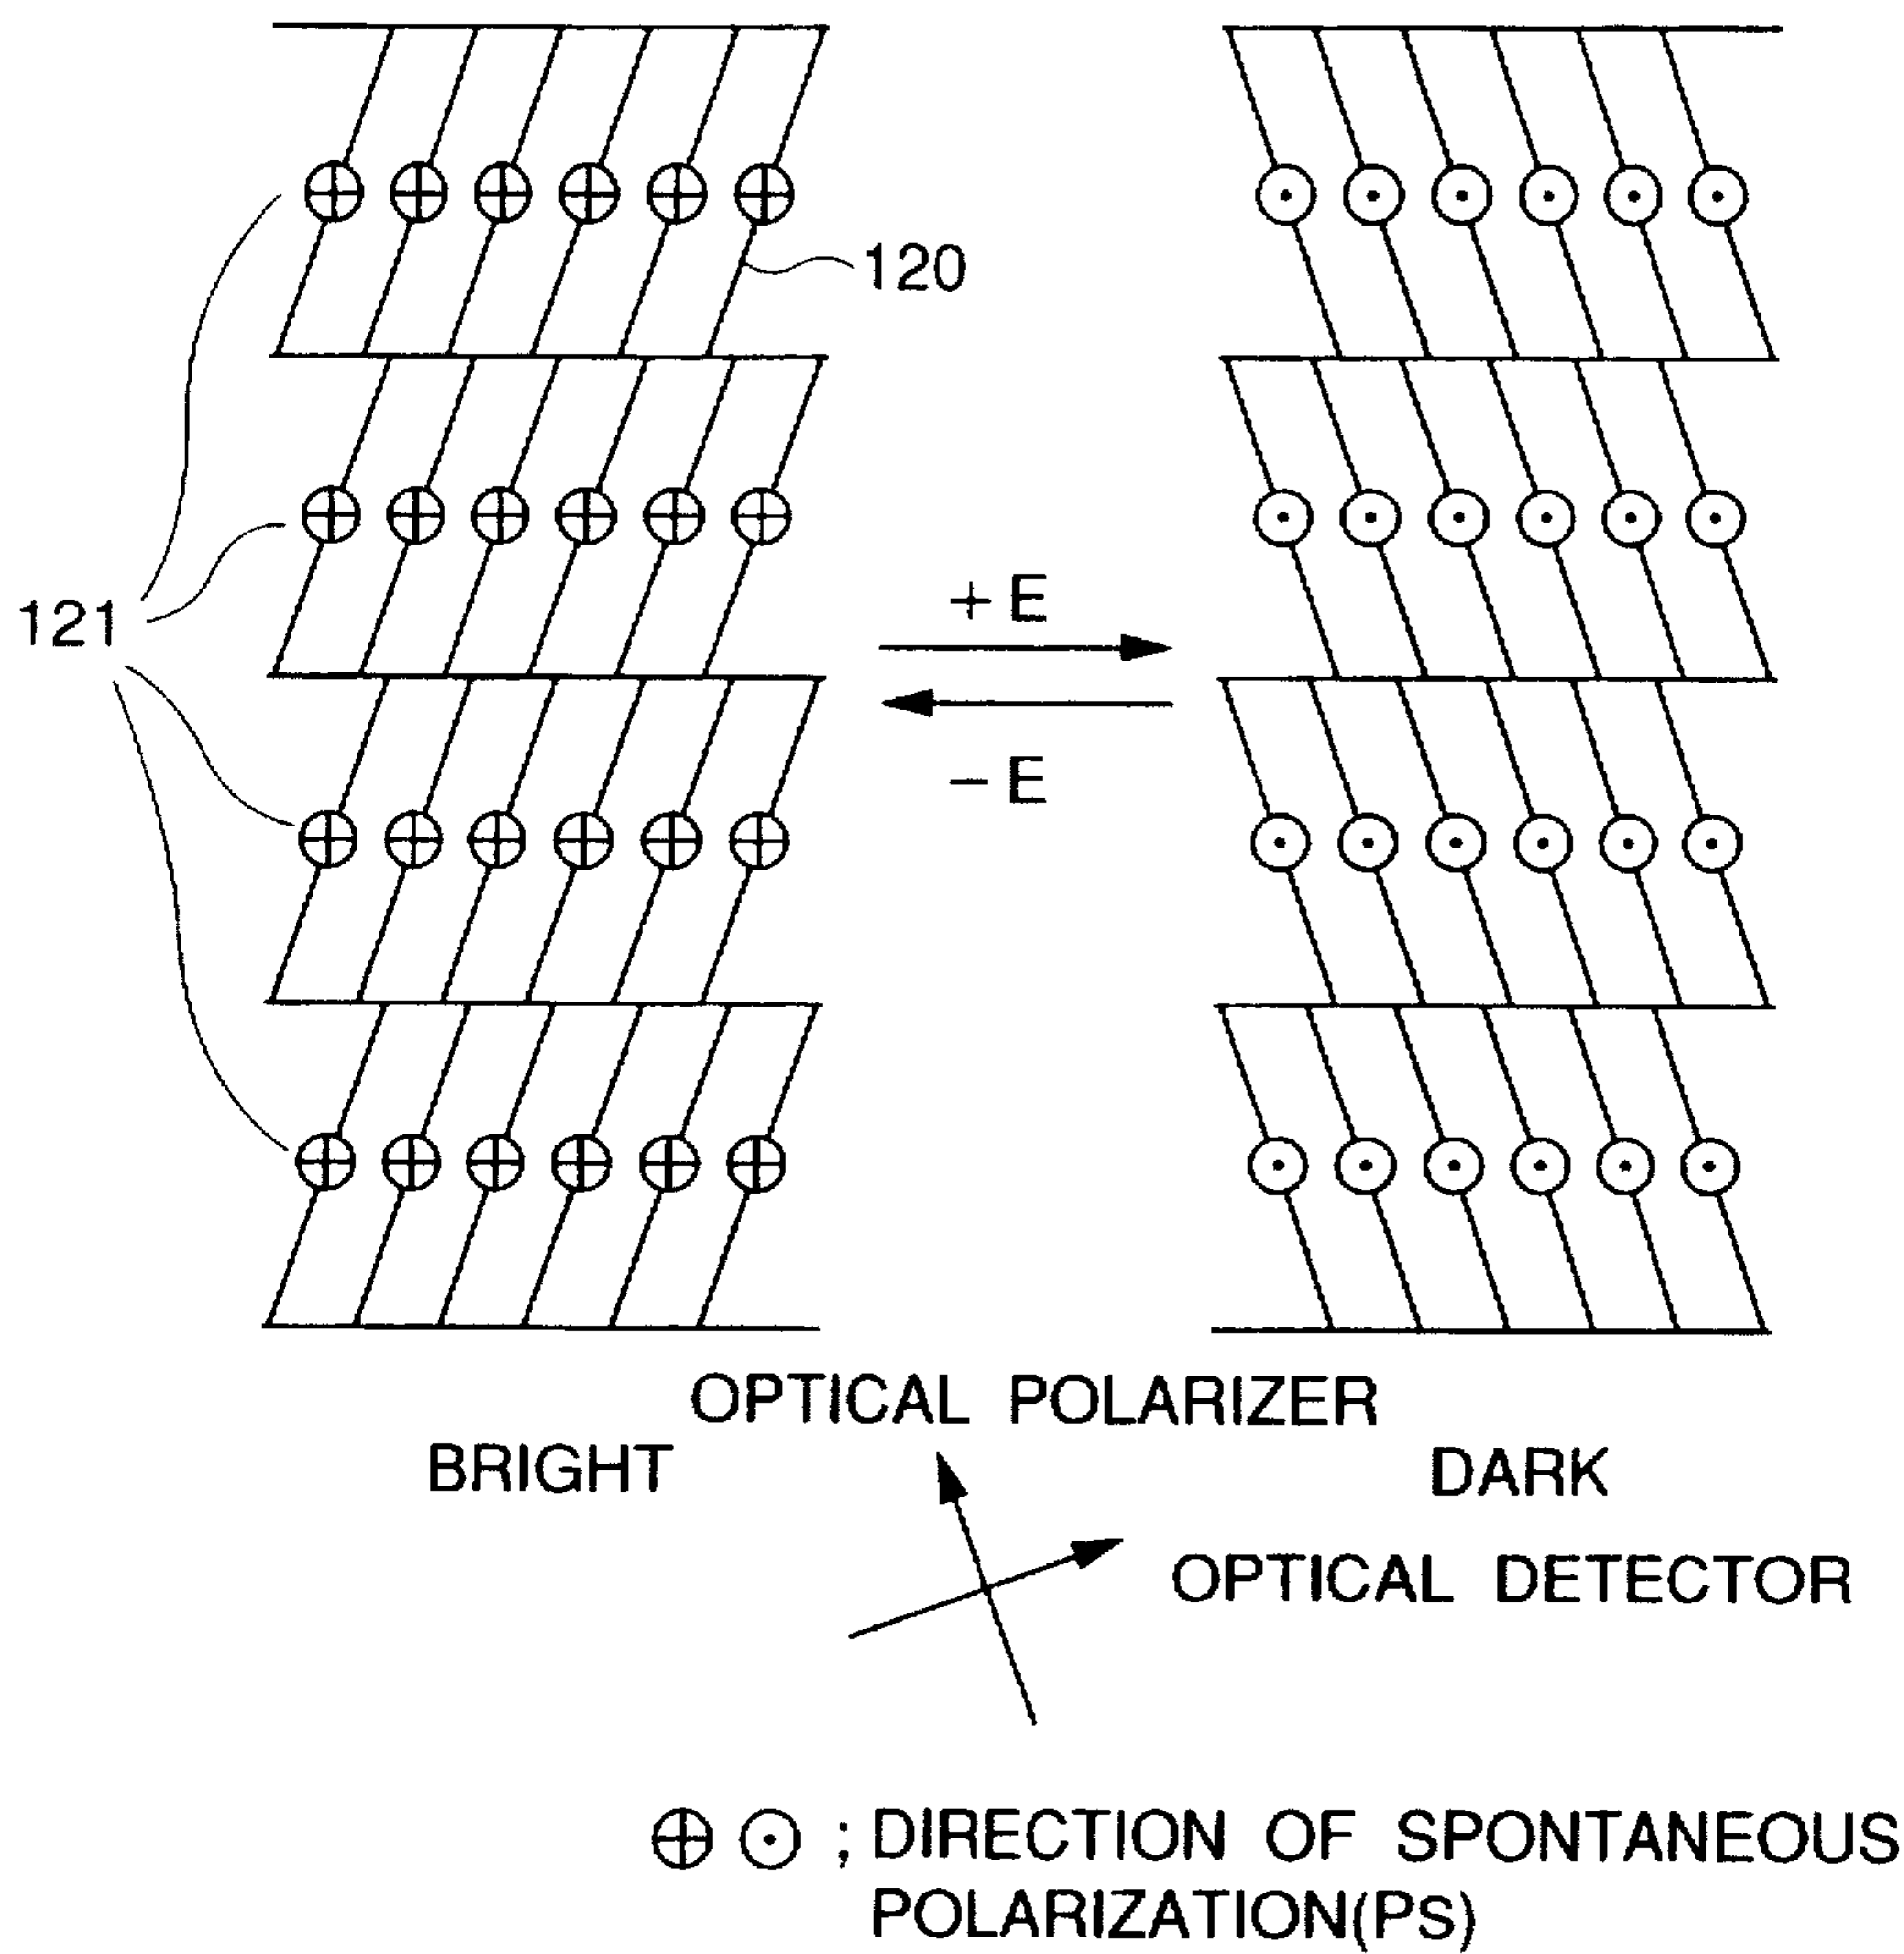 120
121
+ E
– E
OPTICAL POLARIZER
BRIGHT
DARK
OPTICAL DETECTOR
⊕ ⊙ ; DIRECTION OF SPONTANEOUS
POLARIZATION(PS)